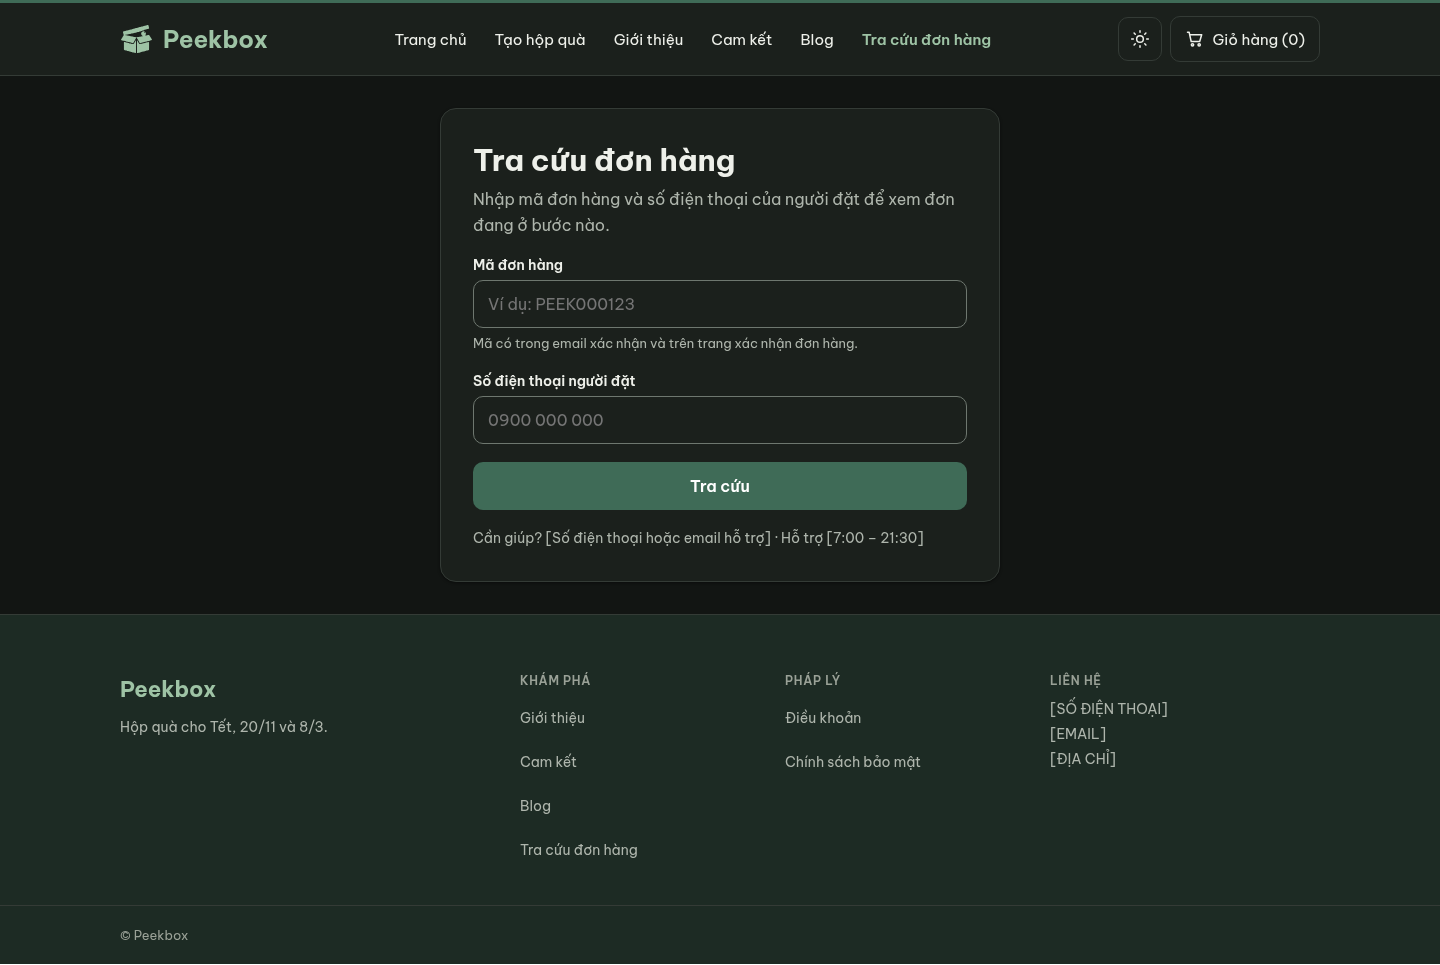 Peekbox
Trang chủ
Tạo hộp quà
Giới thiệu
Cam kết
Blog
Tra cứu đơn hàng
Giỏ hàng (0)
Tra cứu đơn hàng
Nhập mã đơn hàng và số điện thoại của người đặt để xem đơn
đang ở bước nào.
Mã đơn hàng
Ví dụ: PEEK000123
Mã có trong email xác nhận và trên trang xác nhận đơn hàng.
Số điện thoại người đặt
0900 000 000
Tra cứu
Cần giúp? [Số điện thoại hoặc email hỗ trợ] · Hỗ trợ [7:00 – 21:30]
Peekbox
Hộp quà cho Tết, 20/11 và 8/3.
KHÁM PHÁ
Giới thiệu
Cam kết
Blog
Tra cứu đơn hàng
PHÁP LÝ
Điều khoản
Chính sách bảo mật
LIÊN HỆ
[SỐ ĐIỆN THOẠI]
[EMAIL]
[ĐỊA CHỈ]
© Peekbox